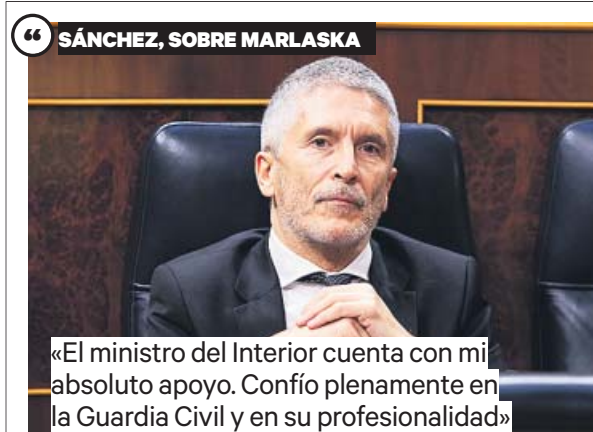 “
SÁNCHEZ, SOBRE MARLASKA
«El ministro del Interior cuenta con mi
absoluto apoyo. Confío plenamente en
la Guardia Civil y en su profesionalidad»